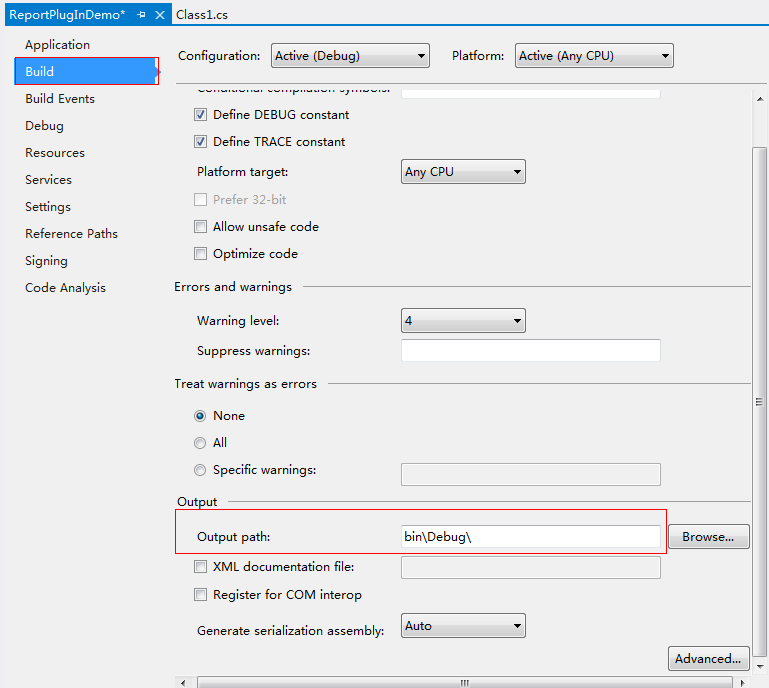 ReportPlugInDemo* Class1.cs
Application
Build
Build Events
Debug
Resources
Services
Settings
Reference Paths
Signing
Code Analysis
Configuration: Active (Debug) Platform: Active (Any CPU)
Conditional compilation symbols:
Define DEBUG constant
Define TRACE constant
Platform target: Any CPU
Prefer 32-bit
Allow unsafe code
Optimize code
Errors and warnings
Warning level: 4
Suppress warnings:
Treat warnings as errors
None
All
Specific warnings:
Output
Output path: bin\Debug\ Browse...
XML documentation file:
Register for COM interop
Generate serialization assembly: Auto
Advanced...